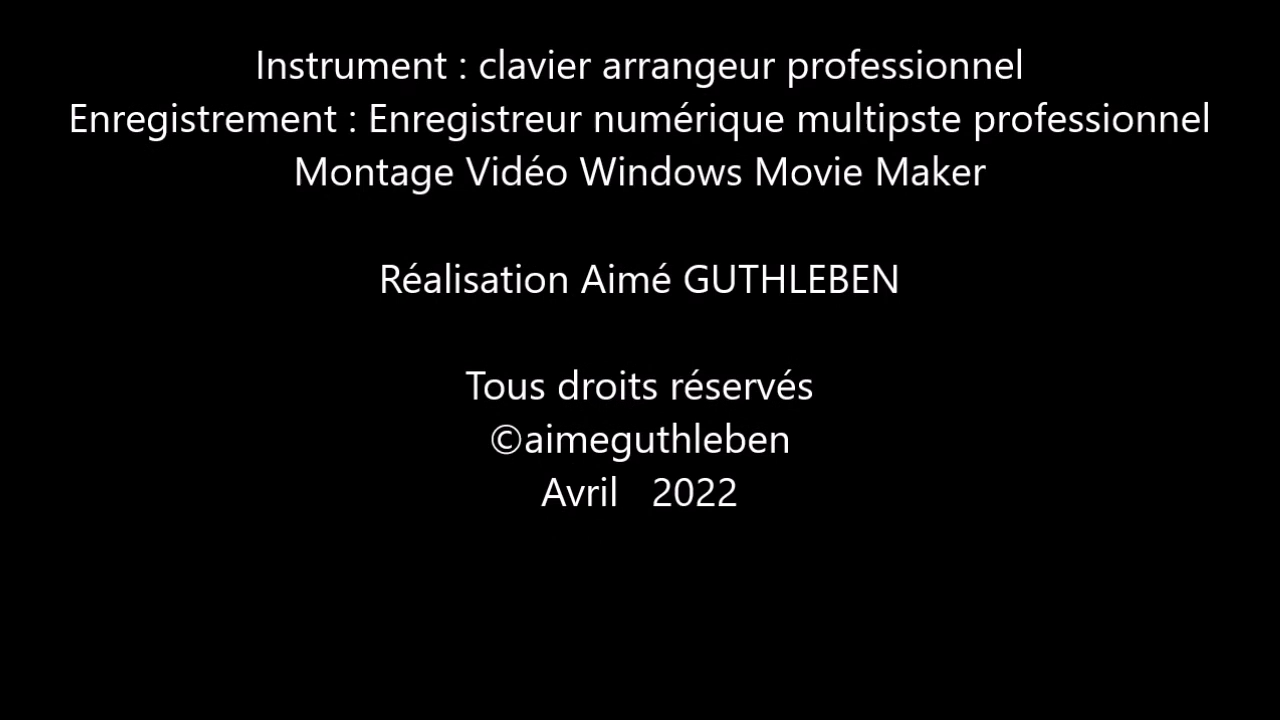 Instrument : clavier arrangeur professionnel
Enregistrement : Enregistreur numérique multipste professionnel
Montage Vidéo Windows Movie Maker
Réalisation Aimé GUTHLEBEN
Tous droits réservés
©aimeguthleben
Avril   2022